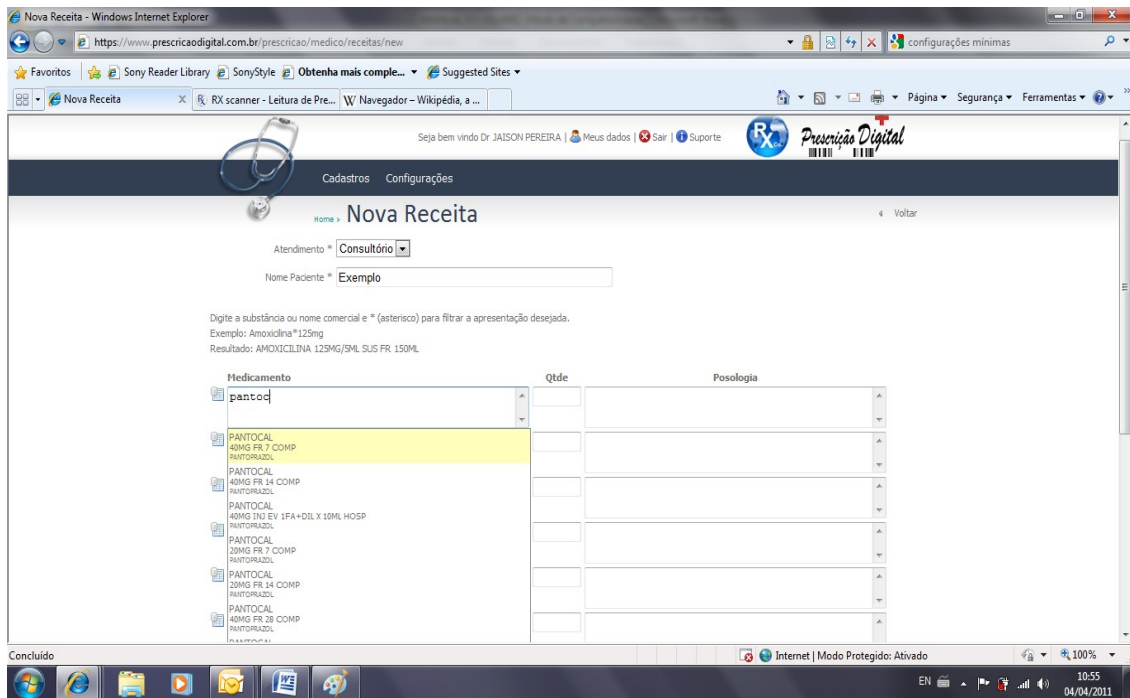 Nova Receita - Windows Internet Explorer
https://www.prescricaodigital.com.br/prescricao/medico/receitas/new
configurações mínimas
Favoritos Sony Reader Library SonyStyle Obtenha mais comple... Suggested Sites
Nova Receita X RX scanner - Leitura de Pre... Navegador – Wikipédia, a ... Página Segurança Ferramentas
Seja bem vindo Dr JAISON PEREIRA | Meus dados | Sair | Suporte
Rx Prescrição Digital
Cadastros Configurações
Home > Nova Receita
Voltar
Atendimento * Consultório
Nome Paciente * Exemplo
Digite a substância ou nome comercial e * (asterisco) para filtrar a apresentação desejada.
Exemplo: Amoxicilina*125mg
Resultado: AMOXICILINA 125MG/5ML SUS FR 150ML
Medicamento Qtde Posologia
pantoc
PANTOCAL
40MG FR 7 COMP
PANTOPRAZOL
PANTOCAL
40MG FR 14 COMP
PANTOPRAZOL
PANTOCAL
40MG INJ EV 1FA+DIL X 10ML HOSP
PANTOPRAZOL
PANTOCAL
20MG FR 7 COMP
PANTOPRAZOL
PANTOCAL
20MG FR 14 COMP
PANTOPRAZOL
PANTOCAL
40MG FR 28 COMP
PANTOPRAZOL
PANTOCAL
Concluído
Internet | Modo Protegido: Ativado
100%
EN
10:55
04/04/2011